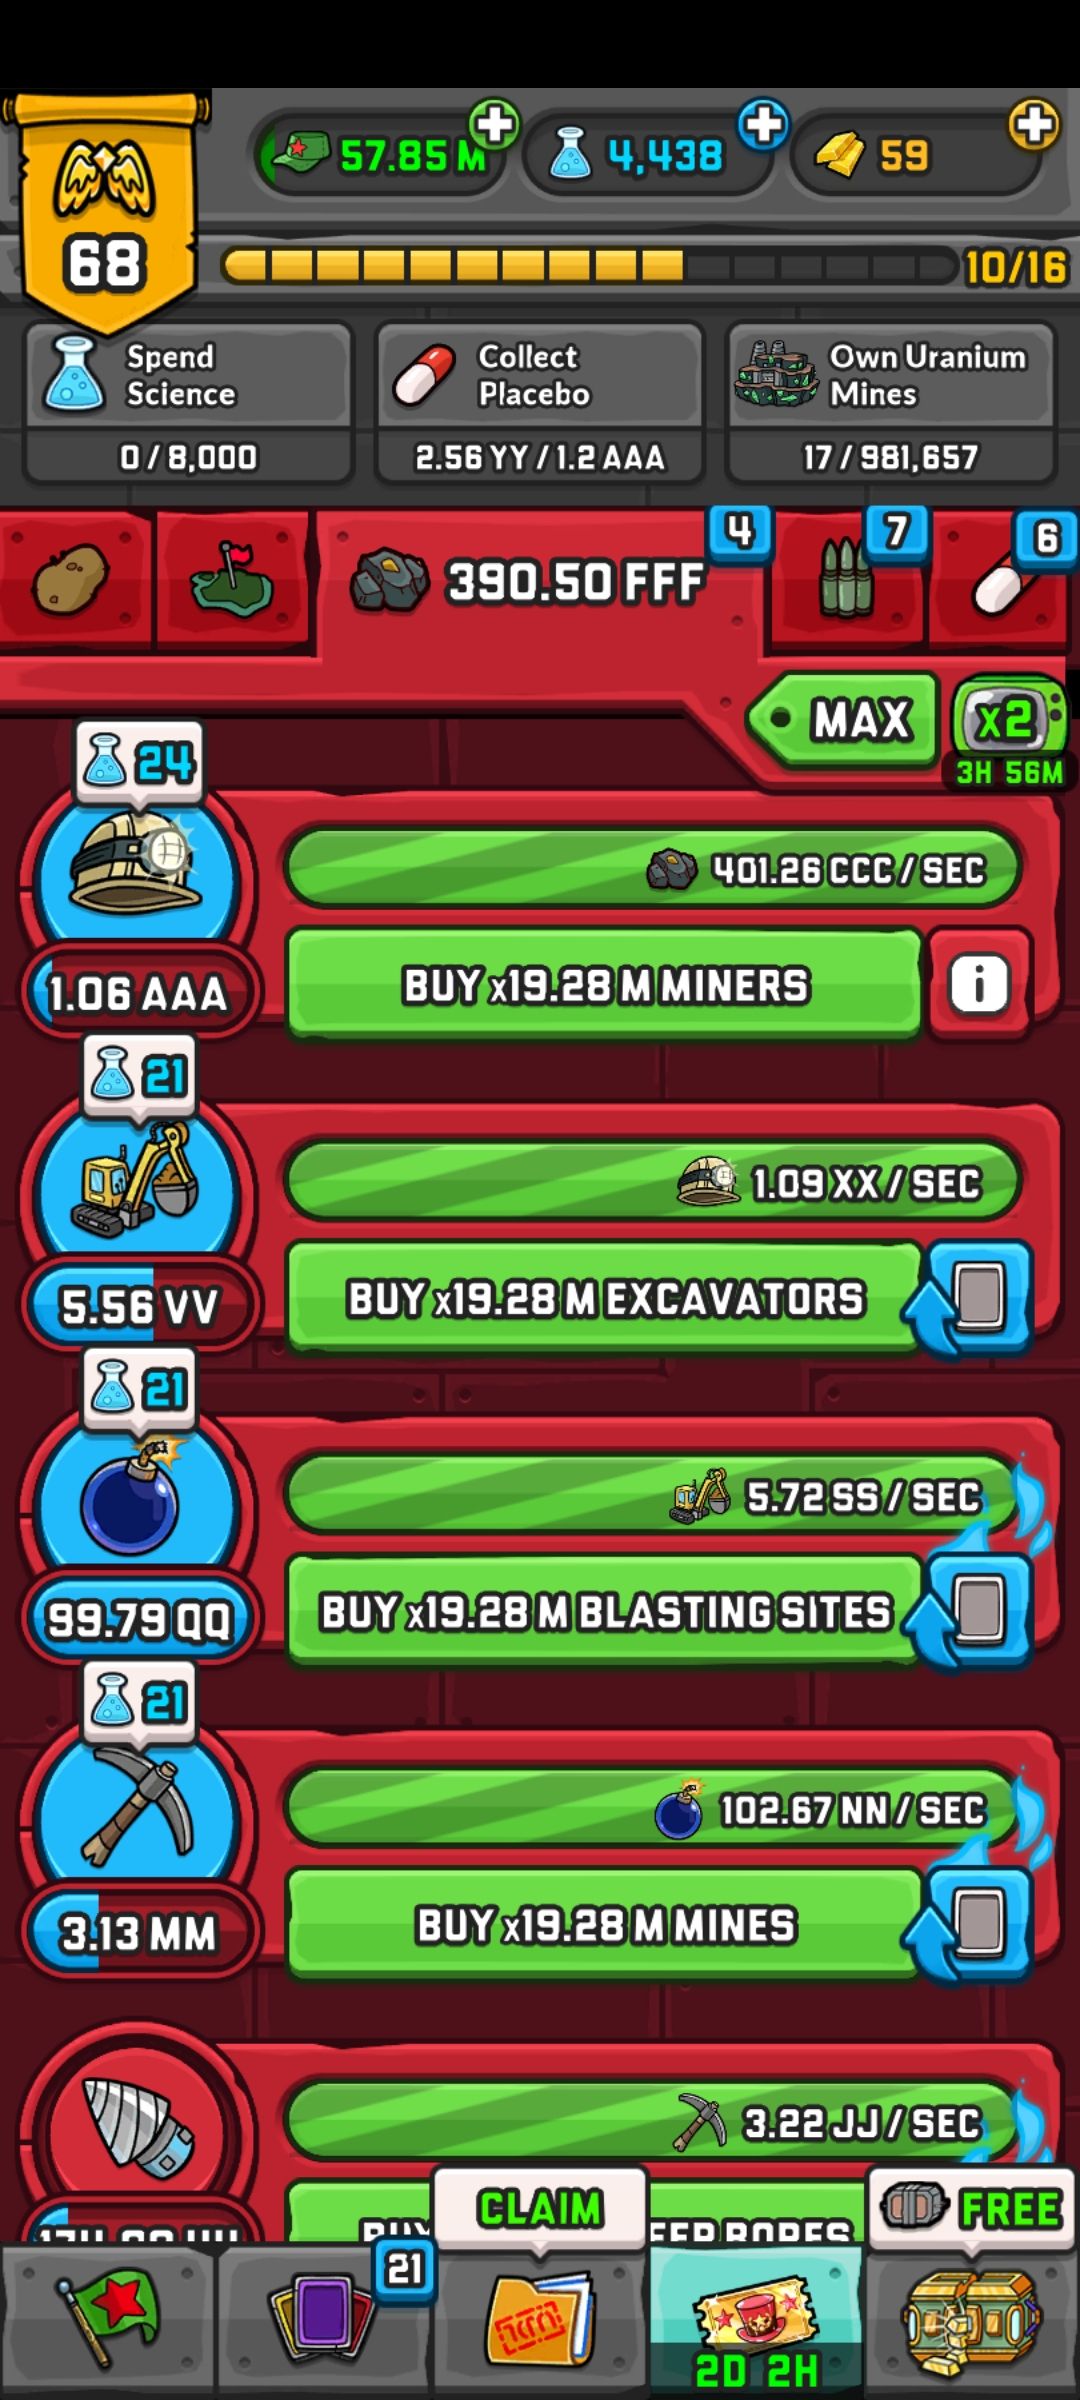 57.85 M
4,438
59
68
10/16
Spend
Science
0 / 8,000
Collect
Placebo
2.56 YY / 1.2 AAA
Own Uranium
Mines
17 / 981,657
390.50 FFF
4
7
6
MAX
x2
3H 56M
24
401.26 CCC / SEC
1.06 AAA
BUY x19.28 M MINERS
i
21
1.09 XX / SEC
5.56 VV
BUY x19.28 M EXCAVATORS
21
5.72 SS / SEC
99.79 QQ
BUY x19.28 M BLASTING SITES
21
102.67 NN / SEC
3.13 MM
BUY x19.28 M MINES
3.22 JJ / SEC
BUY
BORES
CLAIM
FREE
21
2D 2H